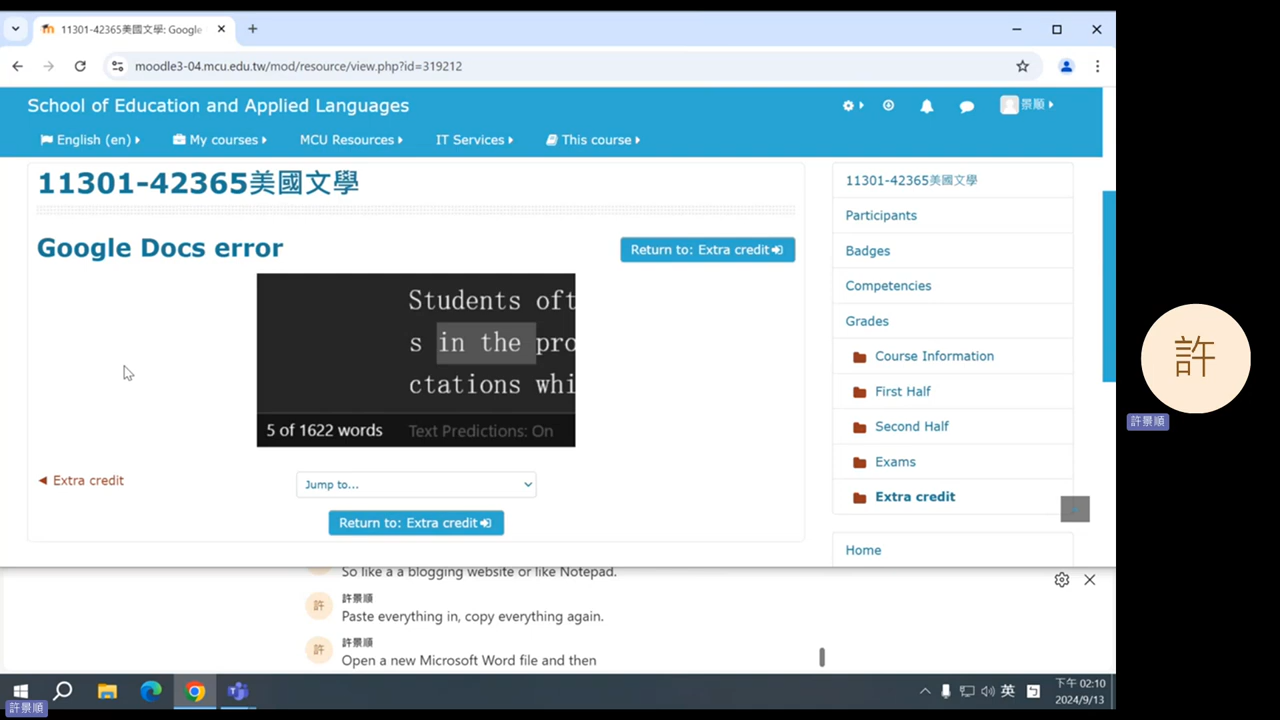 11301-42365美國文學: Google
moodle3-04.mcu.edu.tw/mod/resource/view.php?id=319212
School of Education and Applied Languages
景順
English (en)
My courses
MCU Resources
IT Services
This course
11301-42365美國文學
Google Docs error
Return to: Extra credit
Students oft
s in the pro
ctations whi
5 of 1622 words
Text Predictions: On
◄ Extra credit
Jump to...
Return to: Extra credit
11301-42365美國文學
Participants
Badges
Competencies
Grades
Course Information
First Half
Second Half
Exams
Extra credit
Home
許
許景順
So like a a blogging website or like Notepad.
許
許景順
Paste everything in, copy everything again.
許
許景順
Open a new Microsoft Word file and then
許景順
英
下午 02:10
2024/9/13